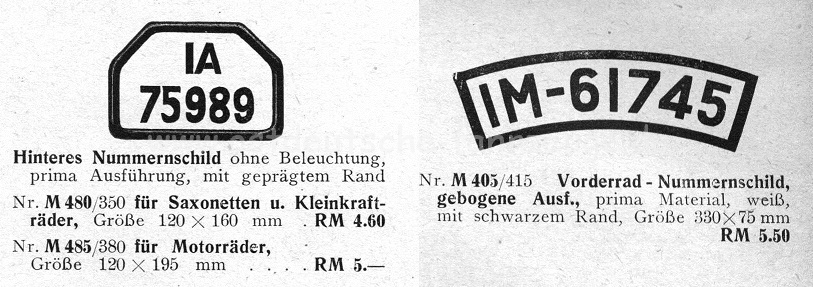 IA
75989
Hinteres Nummernschild ohne Beleuchtung,
prima Ausführung, mit geprägtem Rand
Nr. M 480/350 für Saxonetten u. Kleinkraft-
räder, Größe 120 × 160 mm . RM 4.60
Nr. M 485/380 für Motorräder,
Größe 120 × 195 mm . . . . RM 5.—
IM-61745
Nr. M 405/415 Vorderrad-Nummernschild,
gebogene Ausf., prima Material, weiß,
mit schwarzem Rand, Größe 330×75 mm
RM 5.50